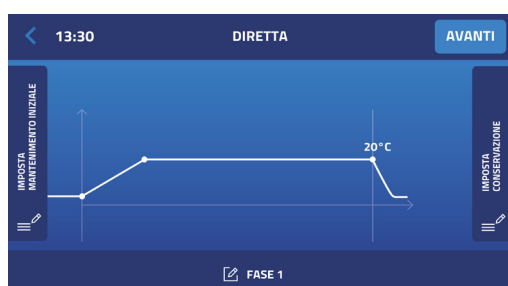 13:30
DIRETTA
AVANTI
IMPOSTA
MANTENIMENTO INIZIALE
20°C
IMPOSTA
CONSERVAZIONE
FASE 1